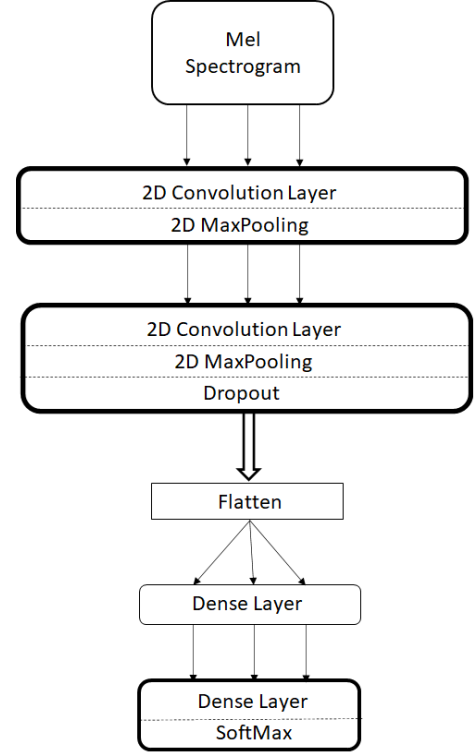 Mel
Spectrogram
2D Convolution Layer
2D MaxPooling
2D Convolution Layer
2D MaxPooling
Dropout
Flatten
Dense Layer
Dense Layer
SoftMax